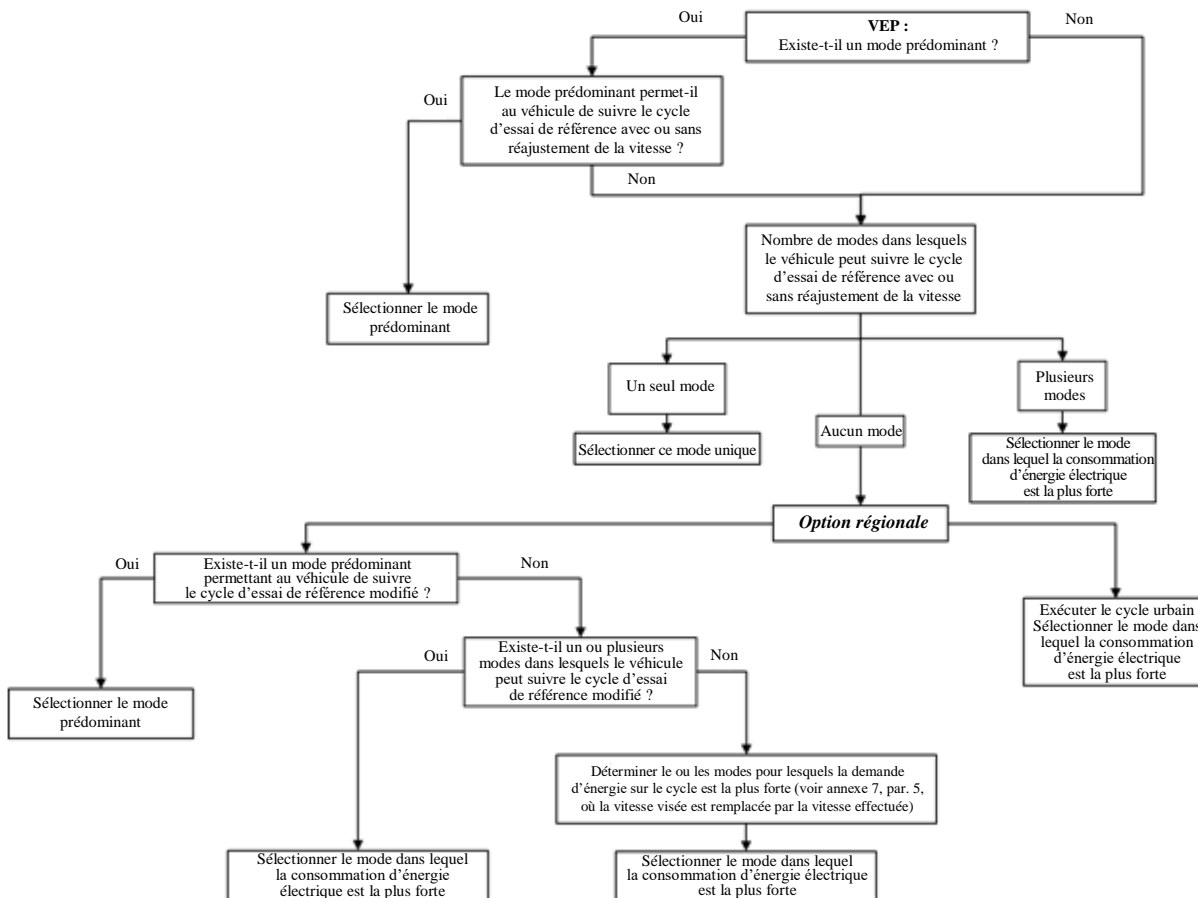 Oui
VEP :
Existe-t-il un mode prédominant ?
Non
Oui
Le mode prédominant permet-il
au véhicule de suivre le cycle
d'essai de référence avec ou sans
réajustement de la vitesse ?
Non
Nombre de modes dans lesquels
le véhicule peut suivre le cycle
d'essai de référence avec ou
sans réajustement de la vitesse
Sélectionner le mode
prédominant
Un seul mode
Plusieurs
modes
Aucun mode
Sélectionner ce mode unique
Sélectionner le mode
dans lequel la consommation
d'énergie électrique
est la plus forte
Option régionale
Oui
Existe-t-il un mode prédominant
permettant au véhicule de suivre
le cycle d'essai de référence modifié ?
Non
Exécuter le cycle urbain
Sélectionner le mode dans
lequel la consommation
d'énergie électrique
est la plus forte
Oui
Existe-t-il un ou plusieurs
modes dans lesquels le véhicule
peut suivre le cycle d'essai
de référence modifié ?
Non
Sélectionner le mode
prédominant
Déterminer le ou les modes pour lesquels la demande
d'énergie sur le cycle est la plus forte (voir annexe 7, par. 5,
où la vitesse visée est remplacée par la vitesse effectuée)
Sélectionner le mode dans lequel
la consommation d'énergie
électrique est la plus forte
Sélectionner le mode dans lequel
la consommation d'énergie électrique
est la plus forte